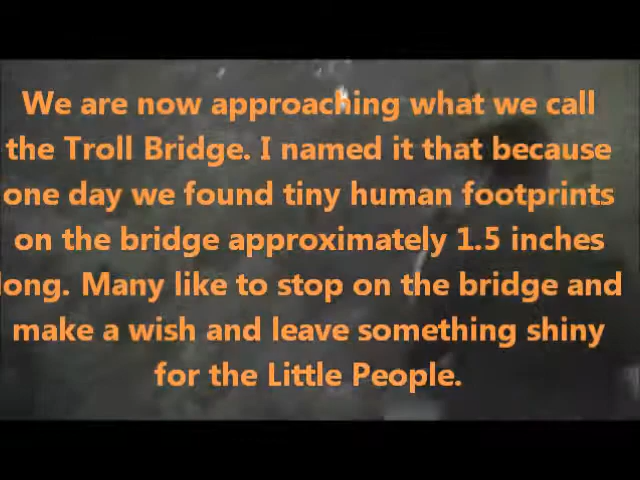 We are now approaching what we call
the Troll Bridge. I named it that because
one day we found tiny human footprints
on the bridge approximately 1.5 inches
long. Many like to stop on the bridge and
make a wish and leave something shiny
for the Little People.